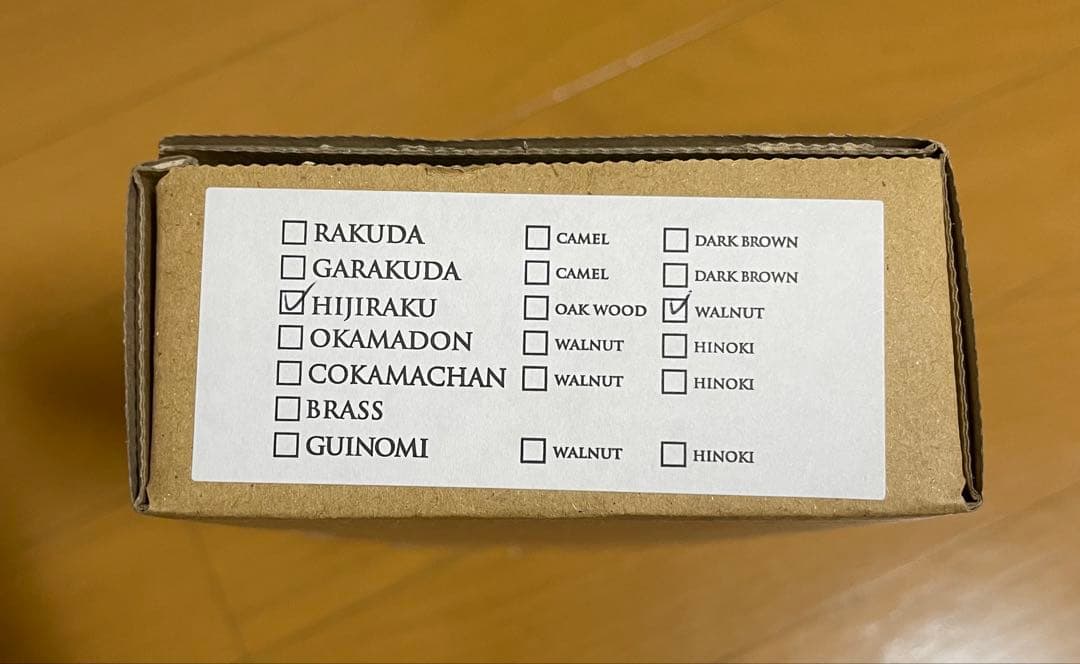 ☐ RAKUDA ☐ CAMEL ☐ DARK BROWN
☐ GARAKUDA ☐ CAMEL ☐ DARK BROWN
☑ HIJIRAKU ☐ OAK WOOD ☑ WALNUT
☐ OKAMADON ☐ WALNUT ☐ HINOKI
☐ COKAMACHAN ☐ WALNUT ☐ HINOKI
☐ BRASS
☐ GUINOMI ☐ WALNUT ☐ HINOKI